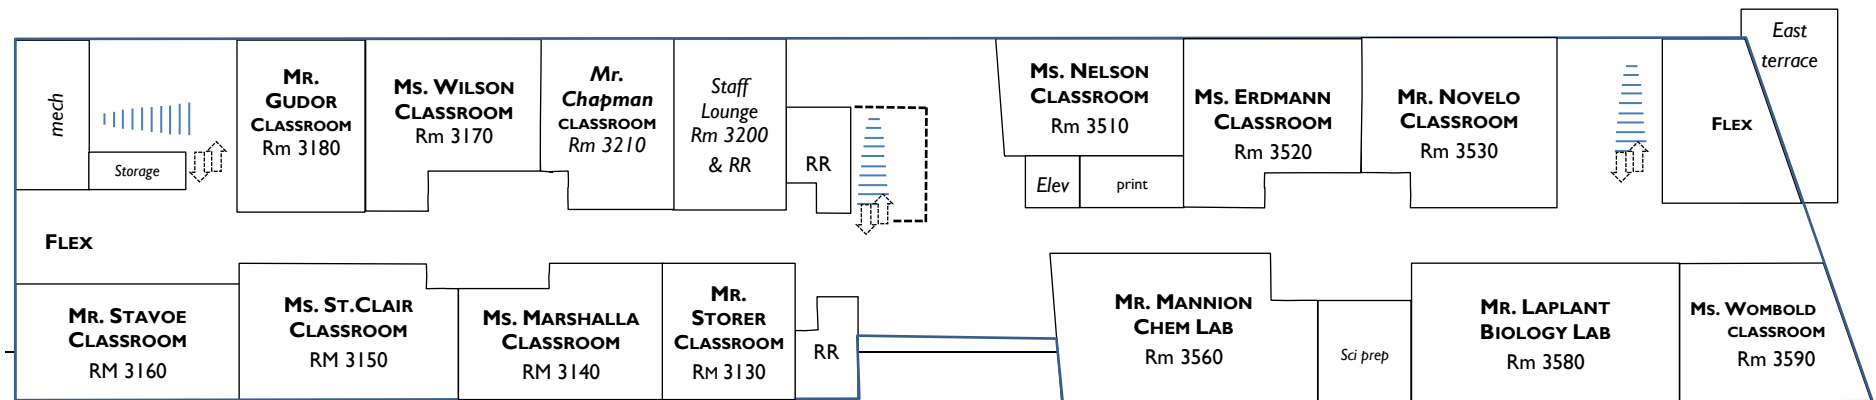 mech
Storage
MR.
GUDOR
CLASSROOM
Rm 3180
MS. WILSON
CLASSROOM
Rm 3170
Mr.
Chapman
CLASSROOM
Rm 3210
Staff
Lounge
Rm 3200
& RR
RR
MS. NELSON
CLASSROOM
Rm 3510
Elev
print
MS. ERDMANN
CLASSROOM
Rm 3520
MR. NOVELO
CLASSROOM
Rm 3530
FLEX
East
terrace
FLEX
MR. STAVOE
CLASSROOM
RM 3160
MS. ST.CLAIR
CLASSROOM
RM 3150
MS. MARSHALLA
CLASSROOM
RM 3140
MR.
STORER
CLASSROOM
RM 3130
RR
MR. MANNION
CHEM LAB
Rm 3560
Sci prep
MR. LAPLANT
BIOLOGY LAB
Rm 3580
MS. WOMBOLD
CLASSROOM
Rm 3590